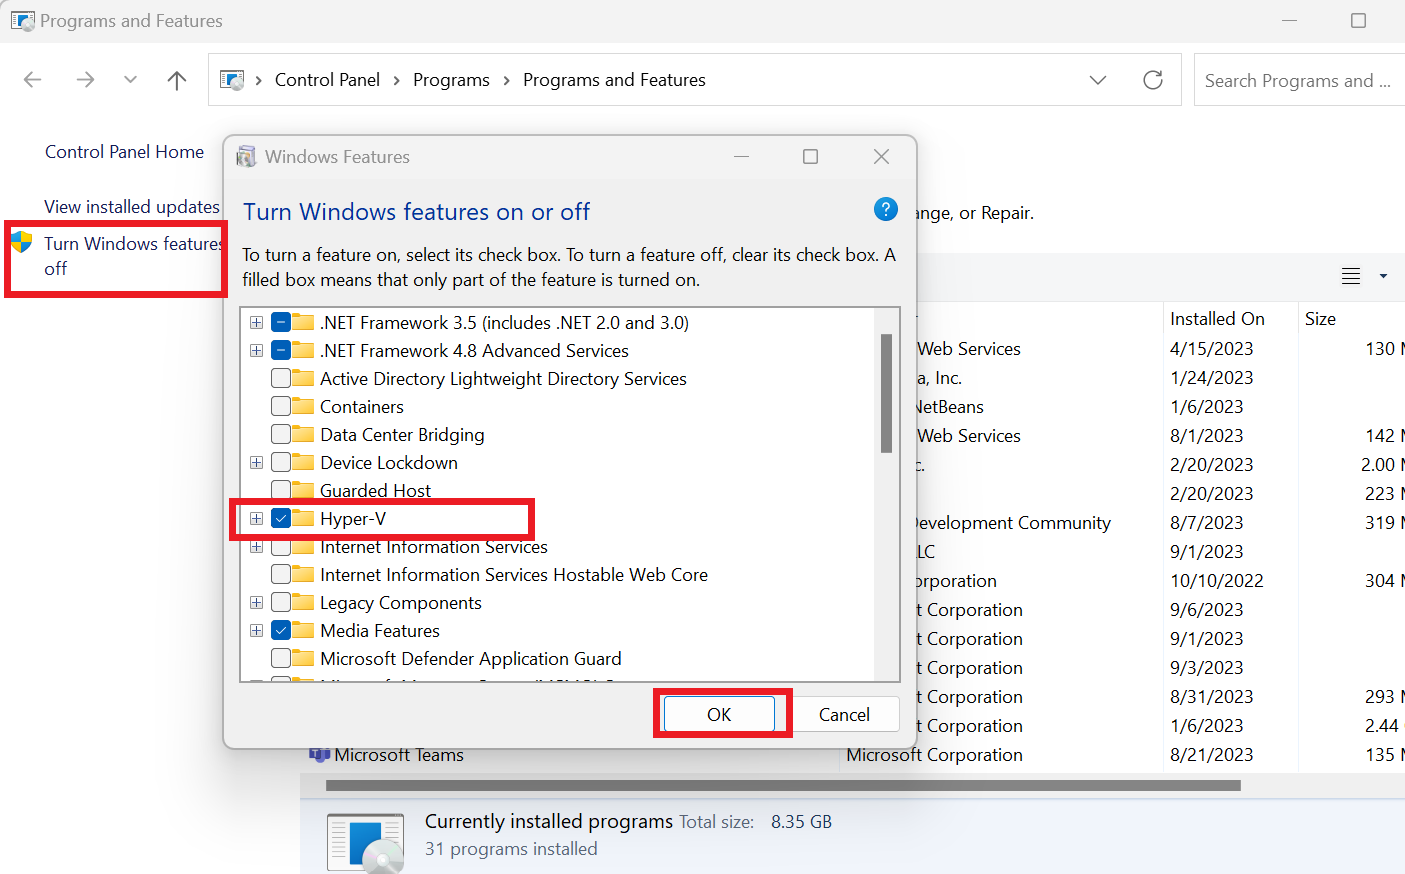 Programs and Features
Control Panel > Programs > Programs and Features
Search Programs and ...
Control Panel Home
View installed updates
Turn Windows features
off
Windows Features
Turn Windows features on or off
?
To turn a feature on, select its check box. To turn a feature off, clear its check box. A
filled box means that only part of the feature is turned on.
.NET Framework 3.5 (includes .NET 2.0 and 3.0)
.NET Framework 4.8 Advanced Services
Active Directory Lightweight Directory Services
Containers
Data Center Bridging
Device Lockdown
Guarded Host
Hyper-V
Internet Information Services
Internet Information Services Hostable Web Core
Legacy Components
Media Features
Microsoft Defender Application Guard
OK
Cancel
ange, or Repair.
Installed On Size
Web Services 4/15/2023 130
a, Inc. 1/24/2023
NetBeans 1/6/2023
Web Services 8/1/2023 142
c. 2/20/2023 2.00
2/20/2023 223
Development Community 8/7/2023 319
LC 9/1/2023
orporation 10/10/2022 304
t Corporation 9/6/2023
t Corporation 9/1/2023
t Corporation 9/3/2023
t Corporation 8/31/2023 293
t Corporation 1/6/2023 2.44
Microsoft Teams Microsoft Corporation 8/21/2023 135
Currently installed programs Total size: 8.35 GB
31 programs installed